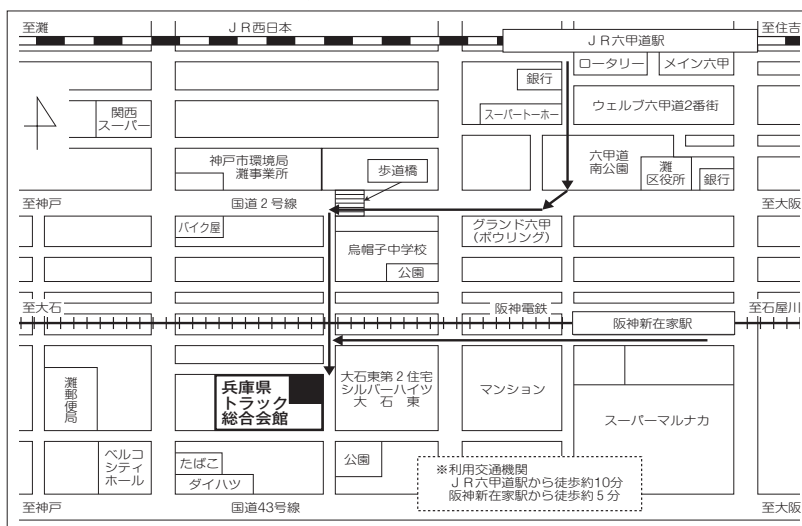 至灘
ＪＲ西日本
ＪＲ六甲道駅
至住吉
ロータリー
メイン六甲
銀行
関西
スーパー
スーパートーホー
ウェルブ六甲道2番街
神戸市環境局
灘事業所
歩道橋
六甲道
南公園
灘
区役所
銀行
至神戸
国道２号線
至大阪
バイク屋
烏帽子中学校
グランド六甲
(ボウリング)
公園
至大石
阪神電鉄
阪神新在家駅
至石屋川
灘郵便局
兵庫県
トラック
総合会館
大石東第２住宅
シルバーハイツ
大石東
マンション
スーパーマルナカ
ベルコ
シティ
ホール
たばこ
ダイハツ
公園
※利用交通機関
ＪＲ六甲道駅から徒歩約10分
阪神新在家駅から徒歩約５分
至神戸
国道43号線
至大阪